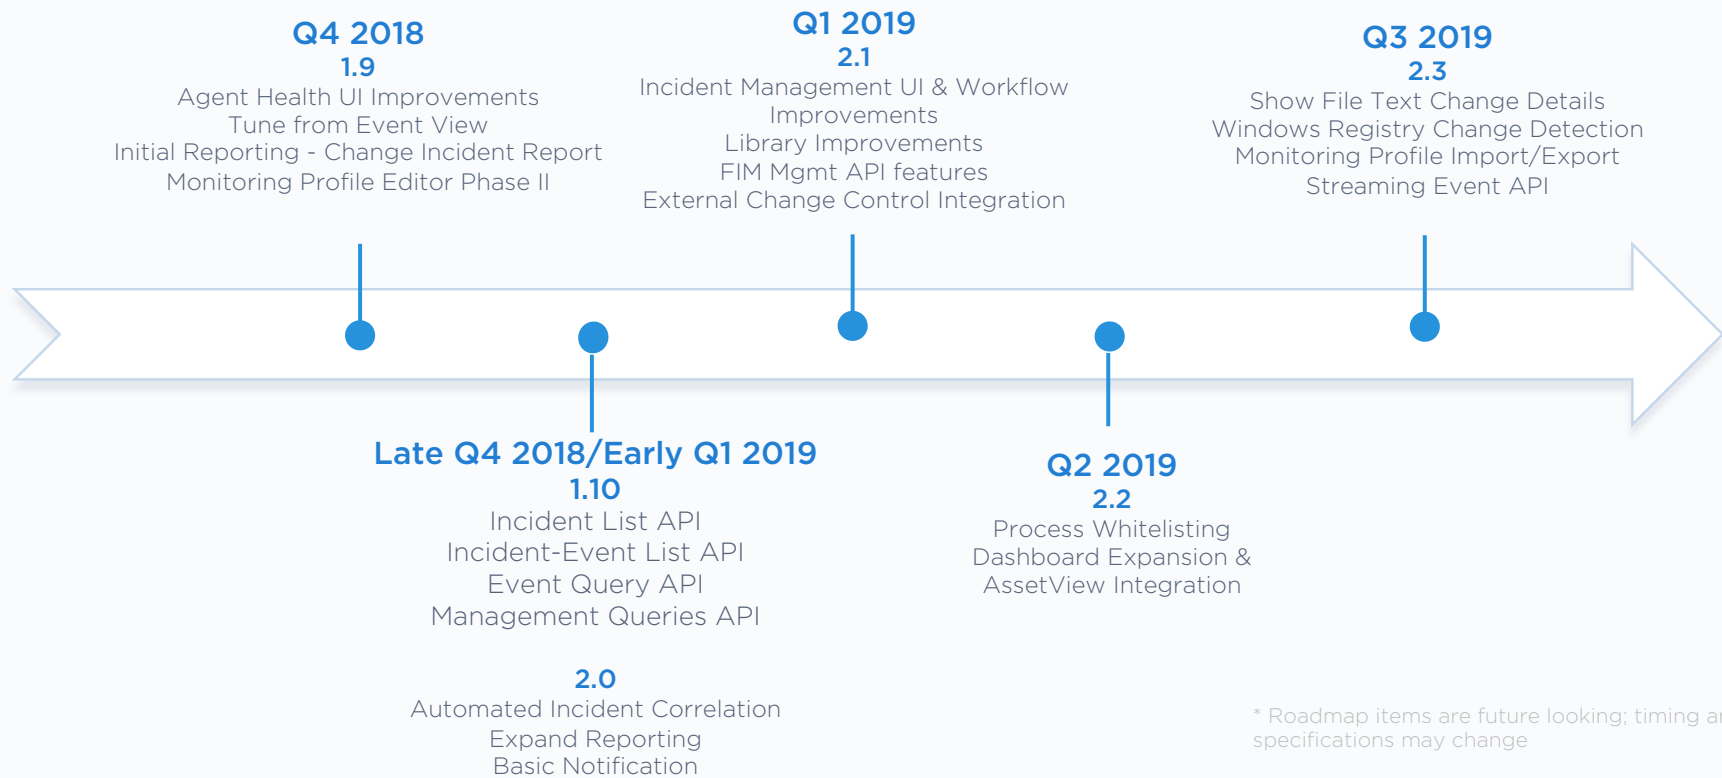 Q4 2018
1.9
Agent Health UI Improvements
Tune from Event View
Initial Reporting - Change Incident Report
Monitoring Profile Editor Phase II
Late Q4 2018/Early Q1 2019
1.10
Incident List API
Incident-Event List API
Event Query API
Management Queries API
2.0
Automated Incident Correlation
Expand Reporting
Basic Notification
Q1 2019
2.1
Incident Management UI & Workflow
Improvements
Library Improvements
FIM Mgmt API features
External Change Control Integration
Q2 2019
2.2
Process Whitelisting
Dashboard Expansion &
AssetView Integration
Q3 2019
2.3
Show File Text Change Details
Windows Registry Change Detection
Monitoring Profile Import/Export
Streaming Event API
* Roadmap items are future looking; timing
specifications may change